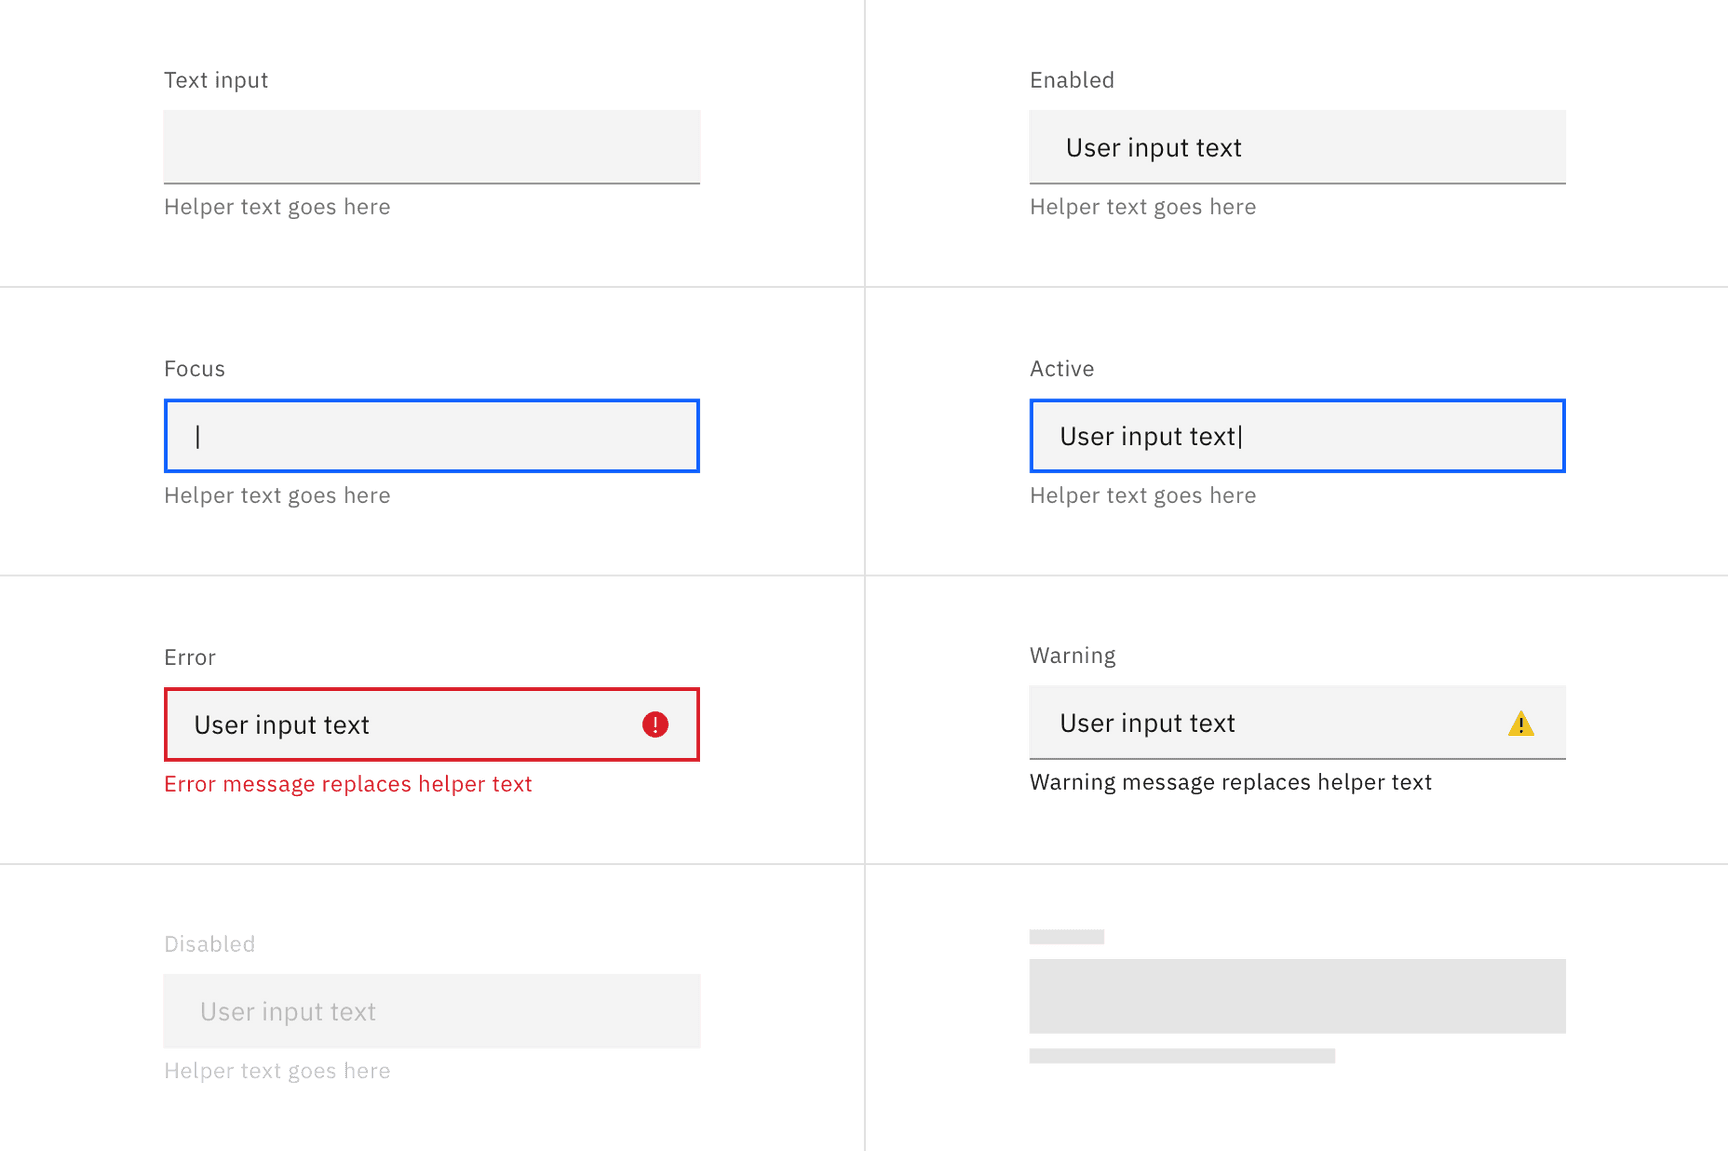 Text input
Helper text goes here
Enabled
User input text
Helper text goes here
Focus
Helper text goes here
Active
User input text
Helper text goes here
Error
User input text
Error message replaces helper text
Warning
User input text
Warning message replaces helper text
Disabled
User input text
Helper text goes here